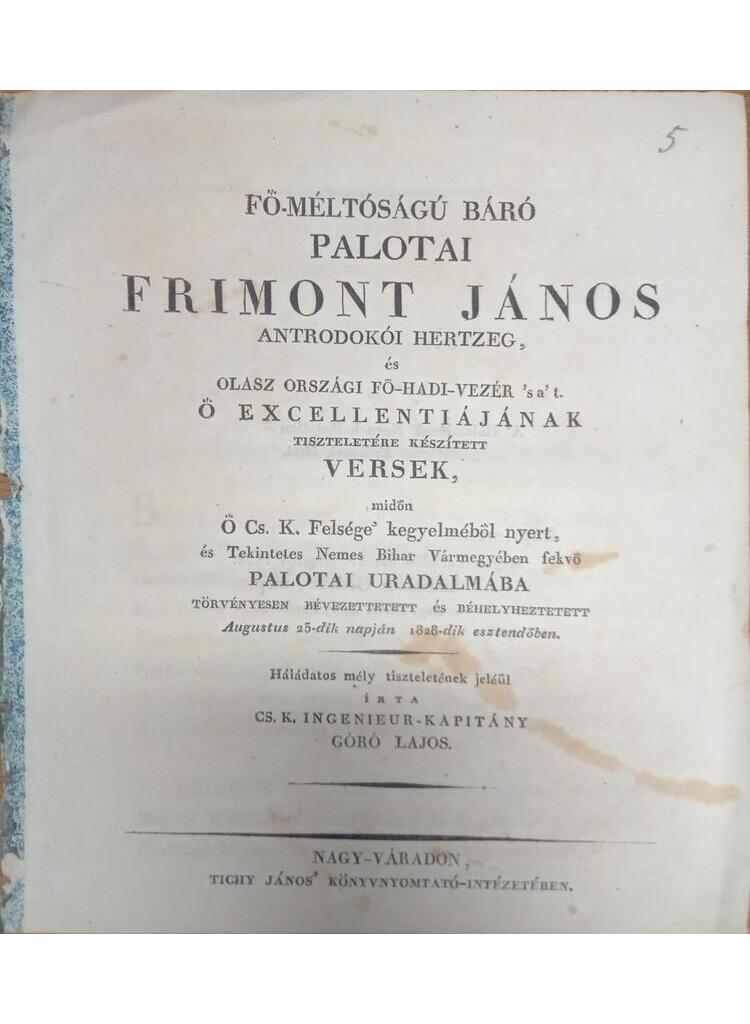 5
FŐ-MÉLTÓSÁGÚ BÁRÓ
PALOTAI
FRIMONT JÁNOS
ANTRODOKÓI HERTZEG,
és
OLASZ ORSZÁGI FŐ-HADI-VEZÉR 's a' t.
Ő EXCELLENTIÁJÁNAK
TISZTELETÉRE KÉSZÍTETT
VERSEK,
midőn
Ő Cs. K. Felsége' kegyelméből nyert,
és Tekintetes Nemes Bihar Vármegyében fekvő
PALOTAI URADALMÁBA
TÖRVÉNYESEN BÉVEZETTETETT és BÉHELYHEZTETETT
Augustus 25-dik napján 1828-dik esztendőben.
Háládatos mély tiszteletének jeléűl
ÍRTA
CS. K. INGENIEUR-KAPITÁNY
GÓRÓ LAJOS.
NAGY-VÁRADON,
TICHY JÁNOS' KÖNYVNYOMTATÓ-INTÉZETÉBEN.